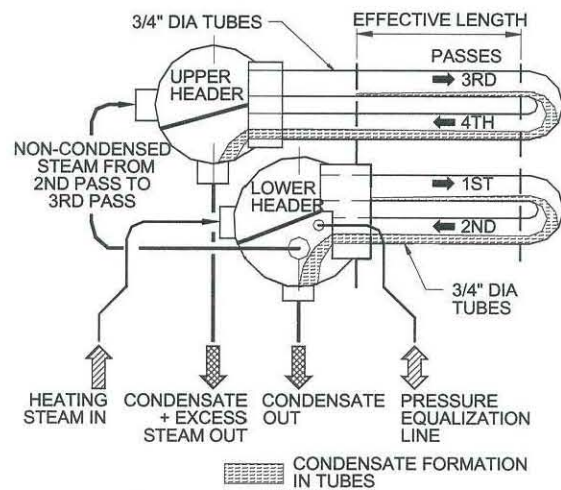 3/4" DIA TUBES
EFFECTIVE LENGTH
PASSES
UPPER
HEADER
3RD
4TH
NON-CONDENSED
STEAM FROM
2ND PASS TO
3RD PASS
LOWER
HEADER
1ST
2ND
3/4" DIA
TUBES
HEATING
STEAM IN
CONDENSATE
+ EXCESS
STEAM OUT
CONDENSATE
OUT
PRESSURE
EQUALIZATION
LINE
CONDENSATE FORMATION
IN TUBES